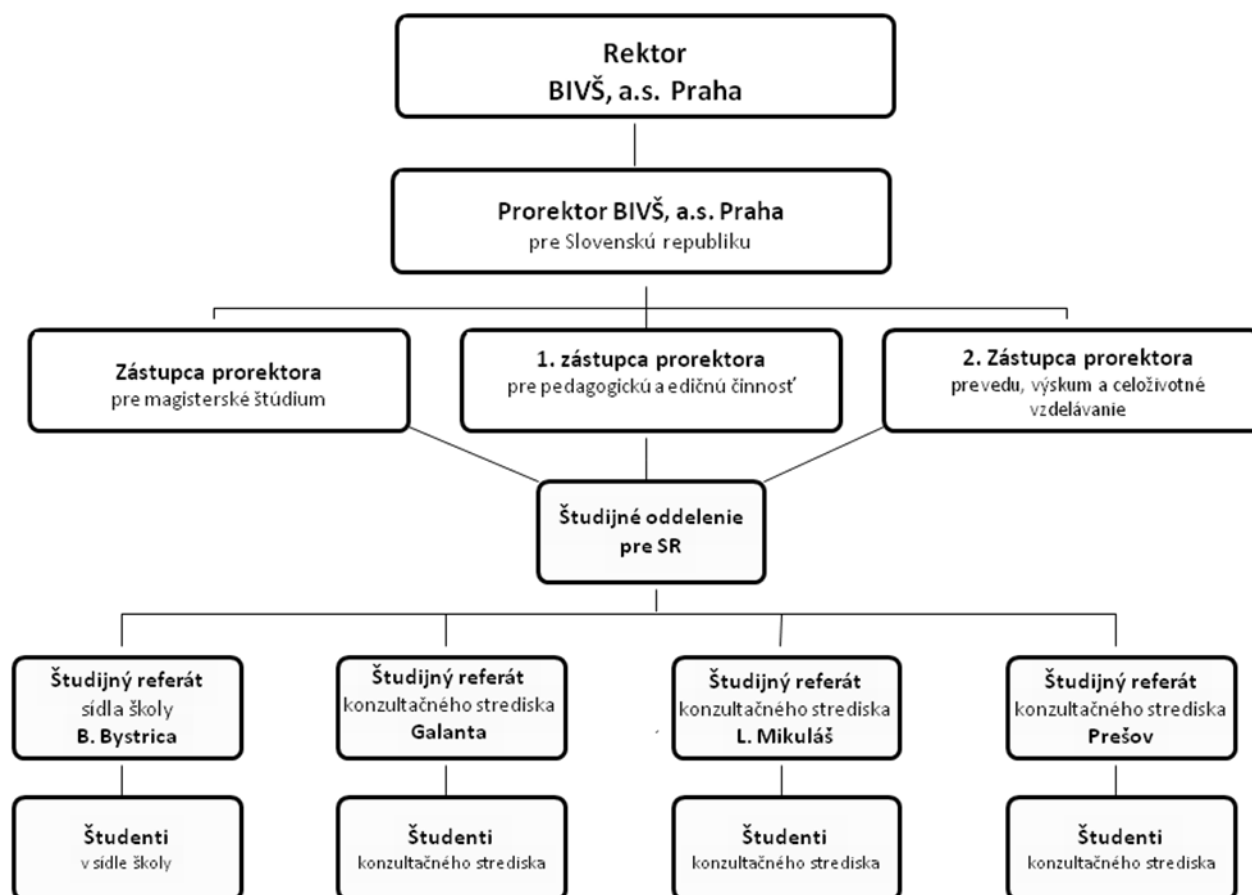 Rektor
BIVŠ, a.s. Praha
Prorektor BIVŠ, a.s. Praha
pre Slovenskú republiku
Zástupca prorektora
pre magisterské štúdium
1. zástupca prorektora
pre pedagogickú a edičnú činnosť
2. Zástupca prorektora
pre vedu, výskum a celoživotné
vzdelávanie
Študijné oddelenie
pre SR
Študijný referát
sídla školy
B. Bystrica
Študijný referát
konzultačného strediska
Galanta
Študijný referát
konzultačného strediska
L. Mikuláš
Študijný referát
konzultačného strediska
Prešov
Študenti
v sídle školy
Študenti
konzultačného strediska
Študenti
konzultačného strediska
Študenti
konzultačného strediska